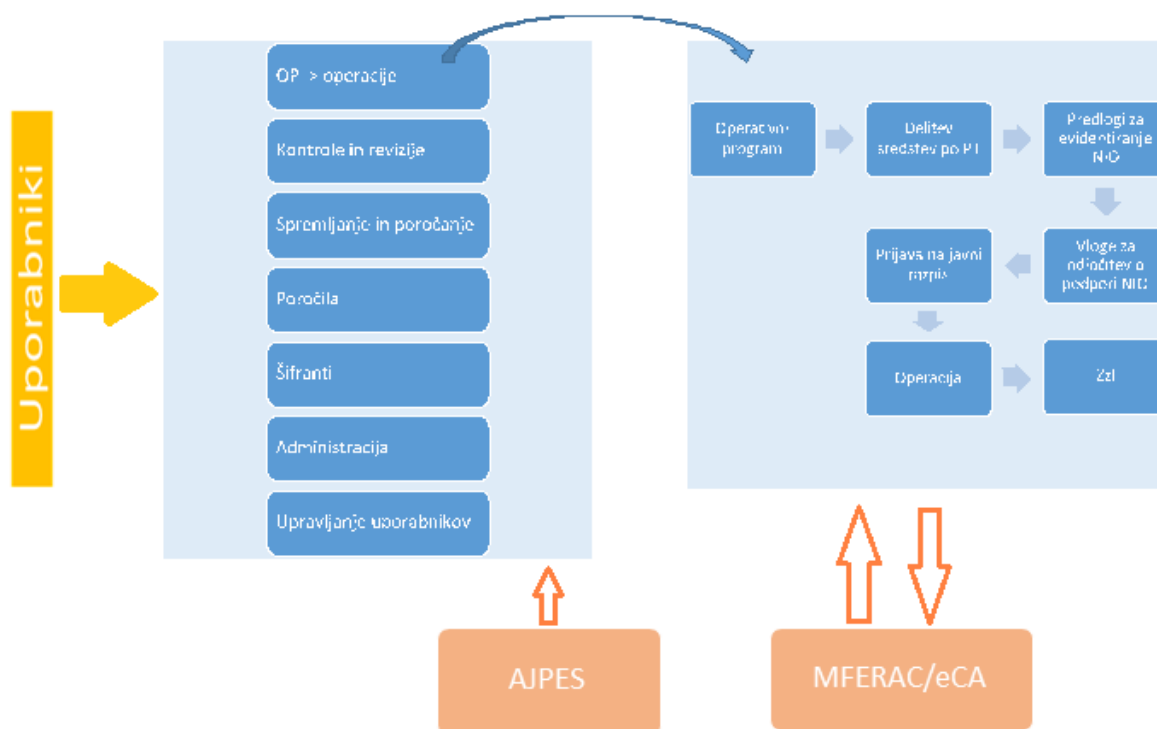 Uporabniki
OP -> operacije
Kontrole in revizije
Spremljanje in poročanje
Poročila
Šifranti
Administracija
Upravljanje uporabnikov
Operativni
program
Delitev
sredstev po PT
Predlogi za
evidentiranje
NIO
Vloge za
odločitev o
podpori NIO
Prijava na javni
razpis
Operacija
ZzI
AJPES
MFERAC/eCA